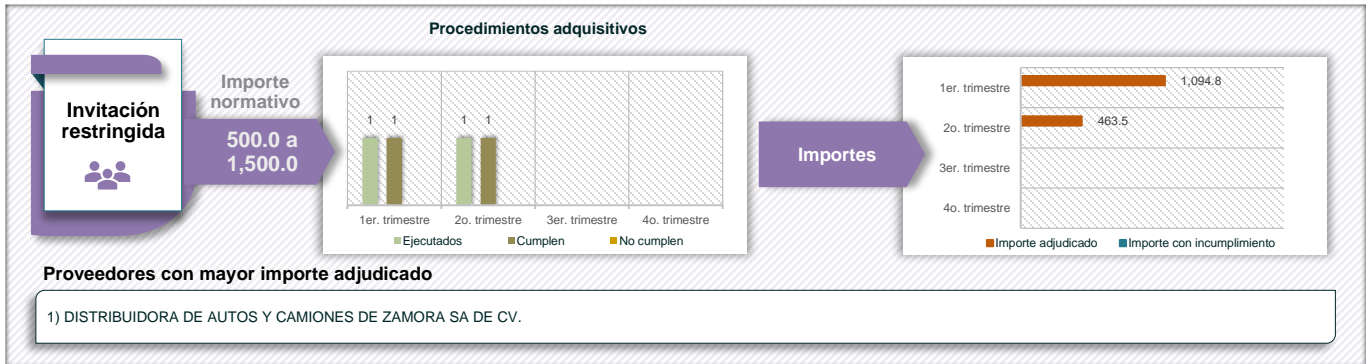 Procedimientos adquisitivos
Invitación
restringida
Importe
normativo
500.0 a
1,500.0
1 1 1 1
1er. trimestre 2o. trimestre 3er. trimestre 4o. trimestre
Ejecutados Cumplen No cumplen
Importes
1er. trimestre 1,094.8
2o. trimestre 463.5
3er. trimestre
4o. trimestre
Importe adjudicado Importe con incumplimiento
Proveedores con mayor importe adjudicado
1) DISTRIBUIDORA DE AUTOS Y CAMIONES DE ZAMORA SA DE CV.